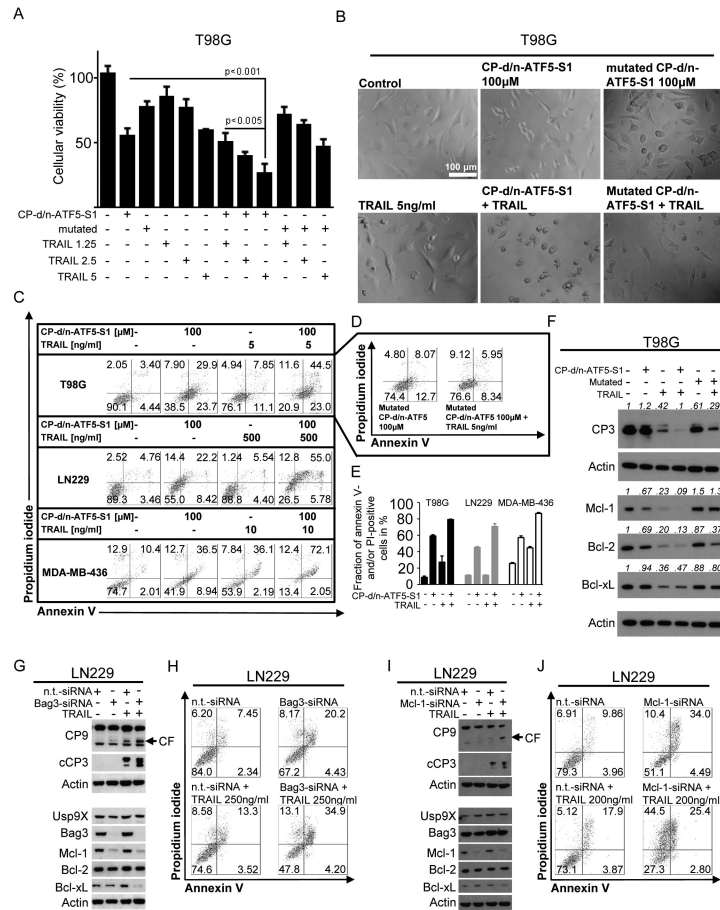 A
T98G
Cellular viability (%)
100
50
p<0.001
p<0.005
CP-d/n-ATF5-S1 - + - - - - + + + - - -
mutated - - + - - - - - - + + +
TRAIL 1.25 - - - + - - + - - + - -
TRAIL 2.5 - - - - + - - + - - + -
TRAIL 5 - - - - - + - - + - - +
B
T98G
Control
CP-d/n-ATF5-S1
100µM
mutated CP-d/n-
ATF5-S1 100µM
100 µm
TRAIL 5ng/ml
CP-d/n-ATF5-S1
+ TRAIL
Mutated CP-d/n-
ATF5-S1 + TRAIL
C
Propidium iodide
CP-d/n-ATF5-S1 [µM]- 100 - 100
TRAIL [ng/ml] - - 5 5
T98G
2.05 3.40 7.90 29.9 4.94 7.85 11.6 44.5
90.1 4.44 38.5 23.7 76.1 11.1 20.9 23.0
CP-d/n-ATF5-S1 [µM]- 100 - 100
TRAIL [ng/ml] - - 500 500
LN229
2.52 4.76 14.4 22.2 1.24 5.54 12.8 55.0
89.3 3.46 55.0 8.42 88.8 4.40 26.5 5.78
CP-d/n-ATF5-S1 [µM]- 100 - 100
TRAIL [ng/ml] - - 10 10
MDA-MB-436
12.9 10.4 12.7 36.5 7.84 36.1 12.4 72.1
74.7 2.01 41.9 8.94 53.9 2.19 13.4 2.05
Annexin V
D
Propidium iodide
4.80 8.07 9.12 5.95
74.4 12.7 76.6 8.34
Mutated
CP-d/n-ATF5
100µM
Mutated
CP-d/n-ATF5 100µM +
TRAIL 5ng/ml
Annexin V
E
Fraction of annexin V-
and/or PI-positive
cells in %
100
80
60
40
20
0
T98G LN229 MDA-MB-436
CP-d/n-ATF5-S1 - + - + - + - + - + - +
TRAIL - - + + - - + + - - + +
F
T98G
CP-d/n-ATF5-S1 - + - + - -
Mutated - - - - + +
TRAIL - - + + - +
1 1.2 .42 .1 .61 .29
CP3
Actin
1 .67 .23 .09 1.5 1.3
Mcl-1
1 .69 .20 .13 .87 .37
Bcl-2
1 .94 .36 .47 .88 .80
Bcl-xL
Actin
G
LN229
n.t.-siRNA + - + -
Bag3-siRNA - + - +
TRAIL - - + +
CP9
CF
cCP3
Actin
Usp9X
Bag3
Mcl-1
Bcl-2
Bcl-xL
Actin
H
LN229
Propidium iodide
n.t.-siRNA Bag3-siRNA
6.20 7.45 8.17 20.2
84.0 2.34 67.2 4.43
n.t.-siRNA +
TRAIL 250ng/ml
Bag3-siRNA +
TRAIL 250ng/ml
8.58 13.3 13.1 34.9
74.6 3.52 47.8 4.20
Annexin V
I
LN229
n.t.-siRNA + - + -
Mcl-1-siRNA - + - +
TRAIL - - + +
CP9
CF
cCP3
Actin
Usp9X
Bag3
Mcl-1
Bcl-2
Bcl-xL
Actin
J
LN229
Propidium iodide
n.t.-siRNA Mcl-1-siRNA
6.91 9.86 10.4 34.0
79.3 3.96 51.1 4.49
n.t.-siRNA +
TRAIL 200ng/ml
Mcl-1-siRNA +
TRAIL 200ng/ml
5.12 17.9 44.5 25.4
73.1 3.87 27.3 2.80
Annexin V